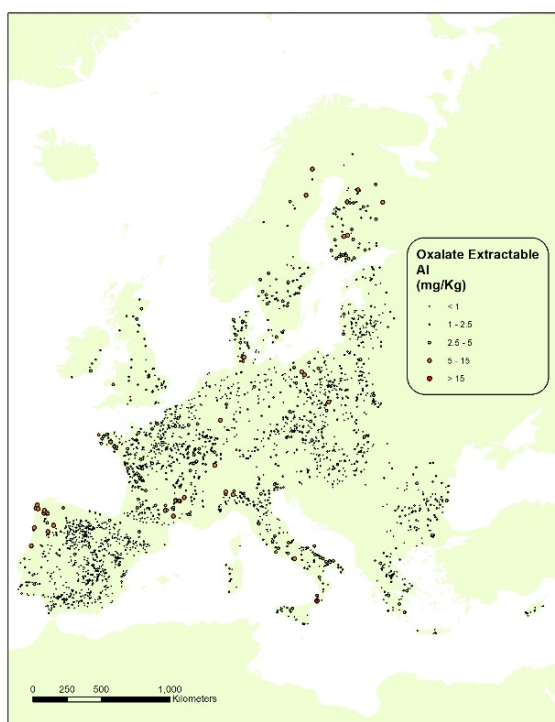 Oxalate Extractable
Al
(mg/Kg)
< 1
1 - 2.5
2.5 - 5
5 - 15
> 15
0 250 500 1,000
Kilometers